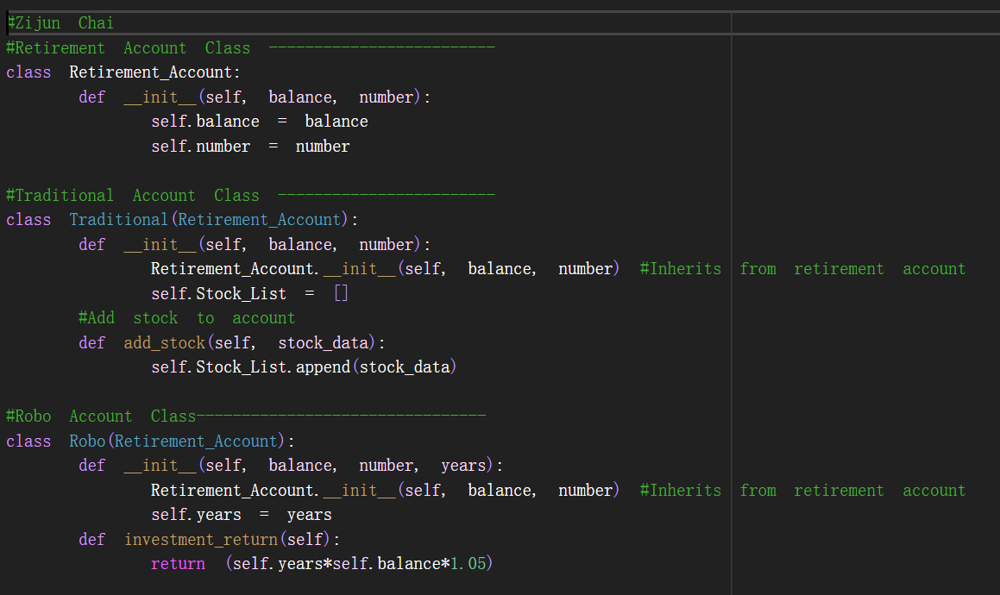 #Zijun Chai
#Retirement Account Class -------------------------
class Retirement_Account:
        def __init__(self, balance, number):
                self.balance = balance
                self.number = number

#Traditional Account Class ------------------------
class Traditional(Retirement_Account):
        def __init__(self, balance, number):
                Retirement_Account.__init__(self, balance, number) #Inherits from retirement account
                self.Stock_List = []
        #Add stock to account
        def add_stock(self, stock_data):
                self.Stock_List.append(stock_data)

#Robo Account Class--------------------------------
class Robo(Retirement_Account):
        def __init__(self, balance, number, years):
                Retirement_Account.__init__(self, balance, number) #Inherits from retirement account
                self.years = years
        def investment_return(self):
                return (self.years*self.balance*1.05)